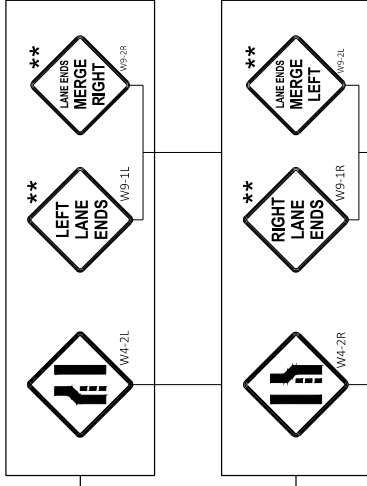 **
LANE ENDS
MERGE
RIGHT
W9-2R
**
LEFT
LANE
ENDS
W9-1L
W4-2L
**
LANE ENDS
MERGE
LEFT
W9-2L
**
RIGHT
LANE
ENDS
W9-1R
W4-2R